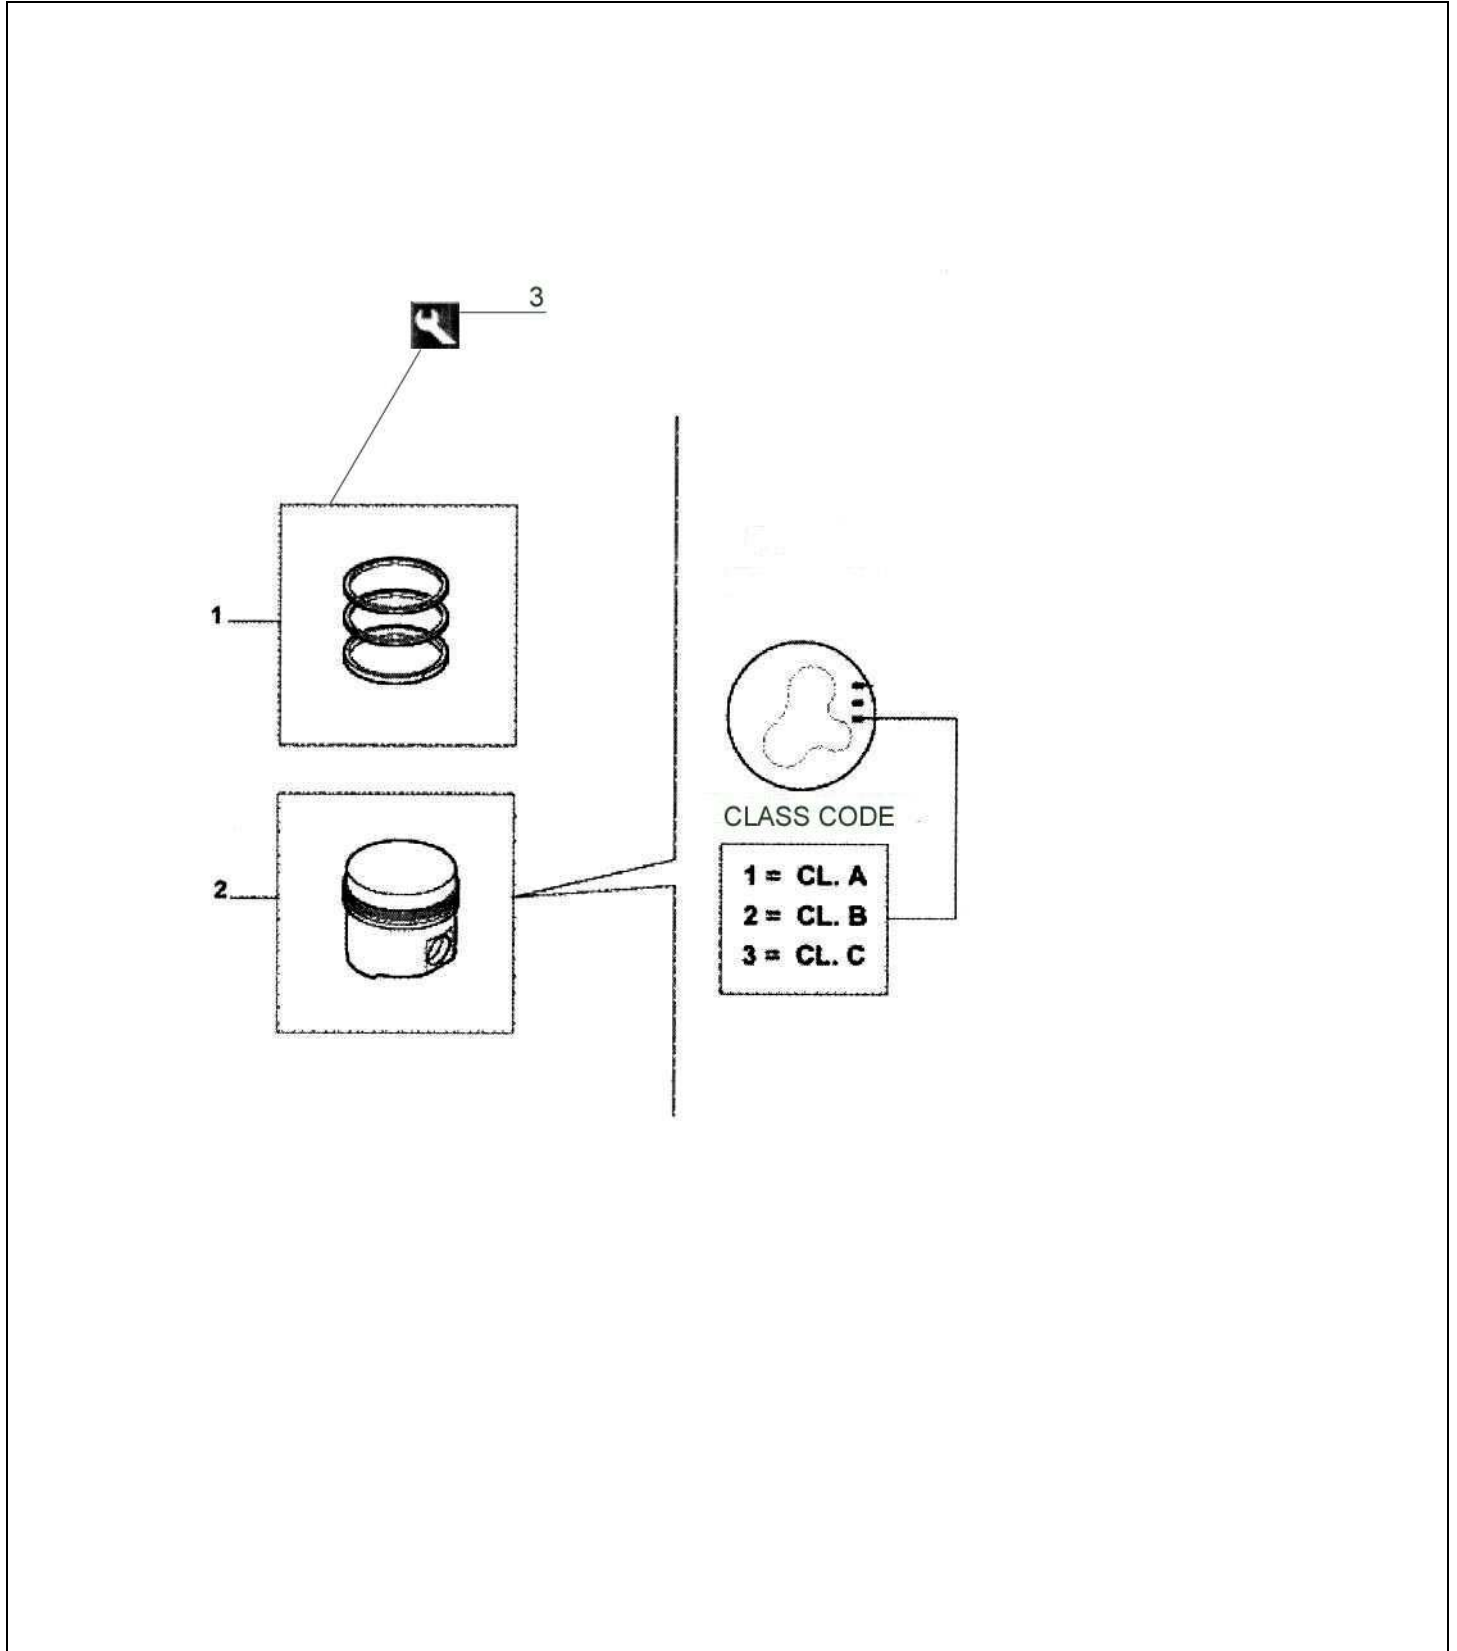 3
1
2
CLASS CODE
1 = CL. A
2 = CL. B
3 = CL. C